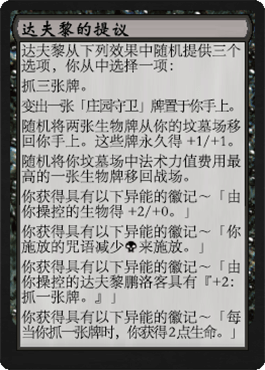 达夫黎的提议
达夫黎从下列效果中随机提供三个
选项，你从中选择一项：
抓三张牌。
变出一张「庄园守卫」牌置于你手上。
随机将两张生物牌从你的坟墓场移
回你手上。这些牌永久得 +1/+1。
随机将你坟墓场中法术力值费用最
高的一张生物牌移回战场。
你获得具有以下异能的徽记～「由
你操控的生物得 +2/+0。」
你获得具有以下异能的徽记～「你
施放的咒语减少来施放。」
你获得具有以下异能的徽记～「由
你操控的达夫黎鹏洛客具有『+2:
抓一张牌。』」
你获得具有以下异能的徽记～「每
当你抓一张牌时，你获得2点生命。」